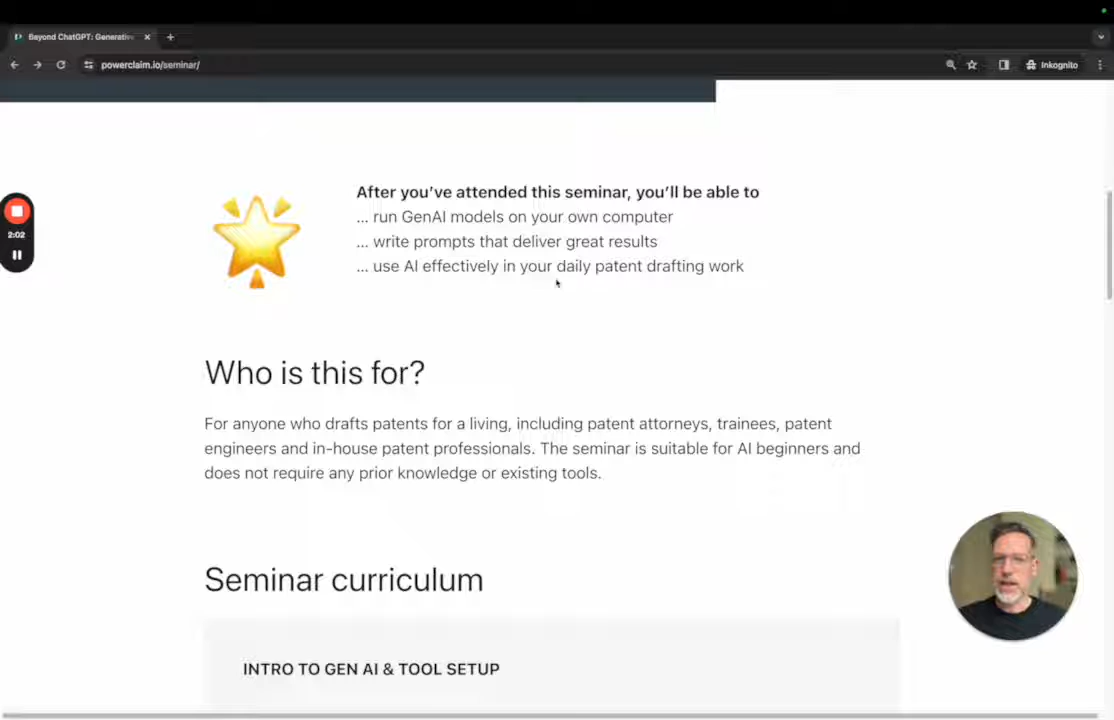 Beyond ChatGPT: Generativ
powerclaim.io/seminar/
Inkognito
After you've attended this seminar, you'll be able to
... run GenAI models on your own computer
... write prompts that deliver great results
... use AI effectively in your daily patent drafting work
2:02
Who is this for?
For anyone who drafts patents for a living, including patent attorneys, trainees, patent
engineers and in-house patent professionals. The seminar is suitable for AI beginners and
does not require any prior knowledge or existing tools.
Seminar curriculum
INTRO TO GEN AI & TOOL SETUP